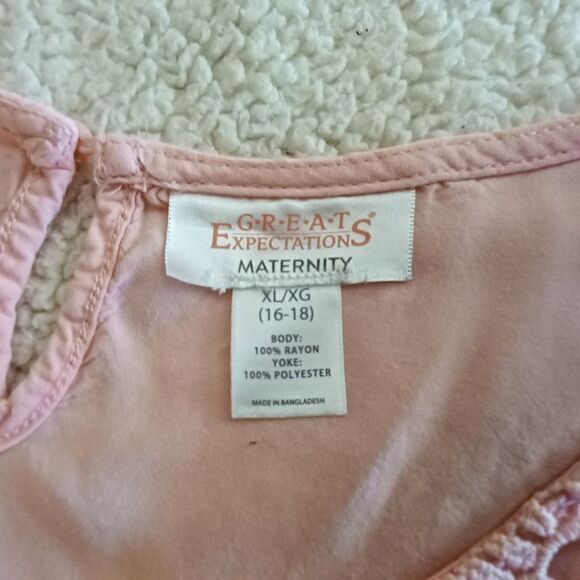 G·R·E·A·T
EXPECTATIONS®
MATERNITY
XL/XG
(16-18)
BODY:
100% RAYON
YOKE:
100% POLYESTER
MADE IN BANGLADESH